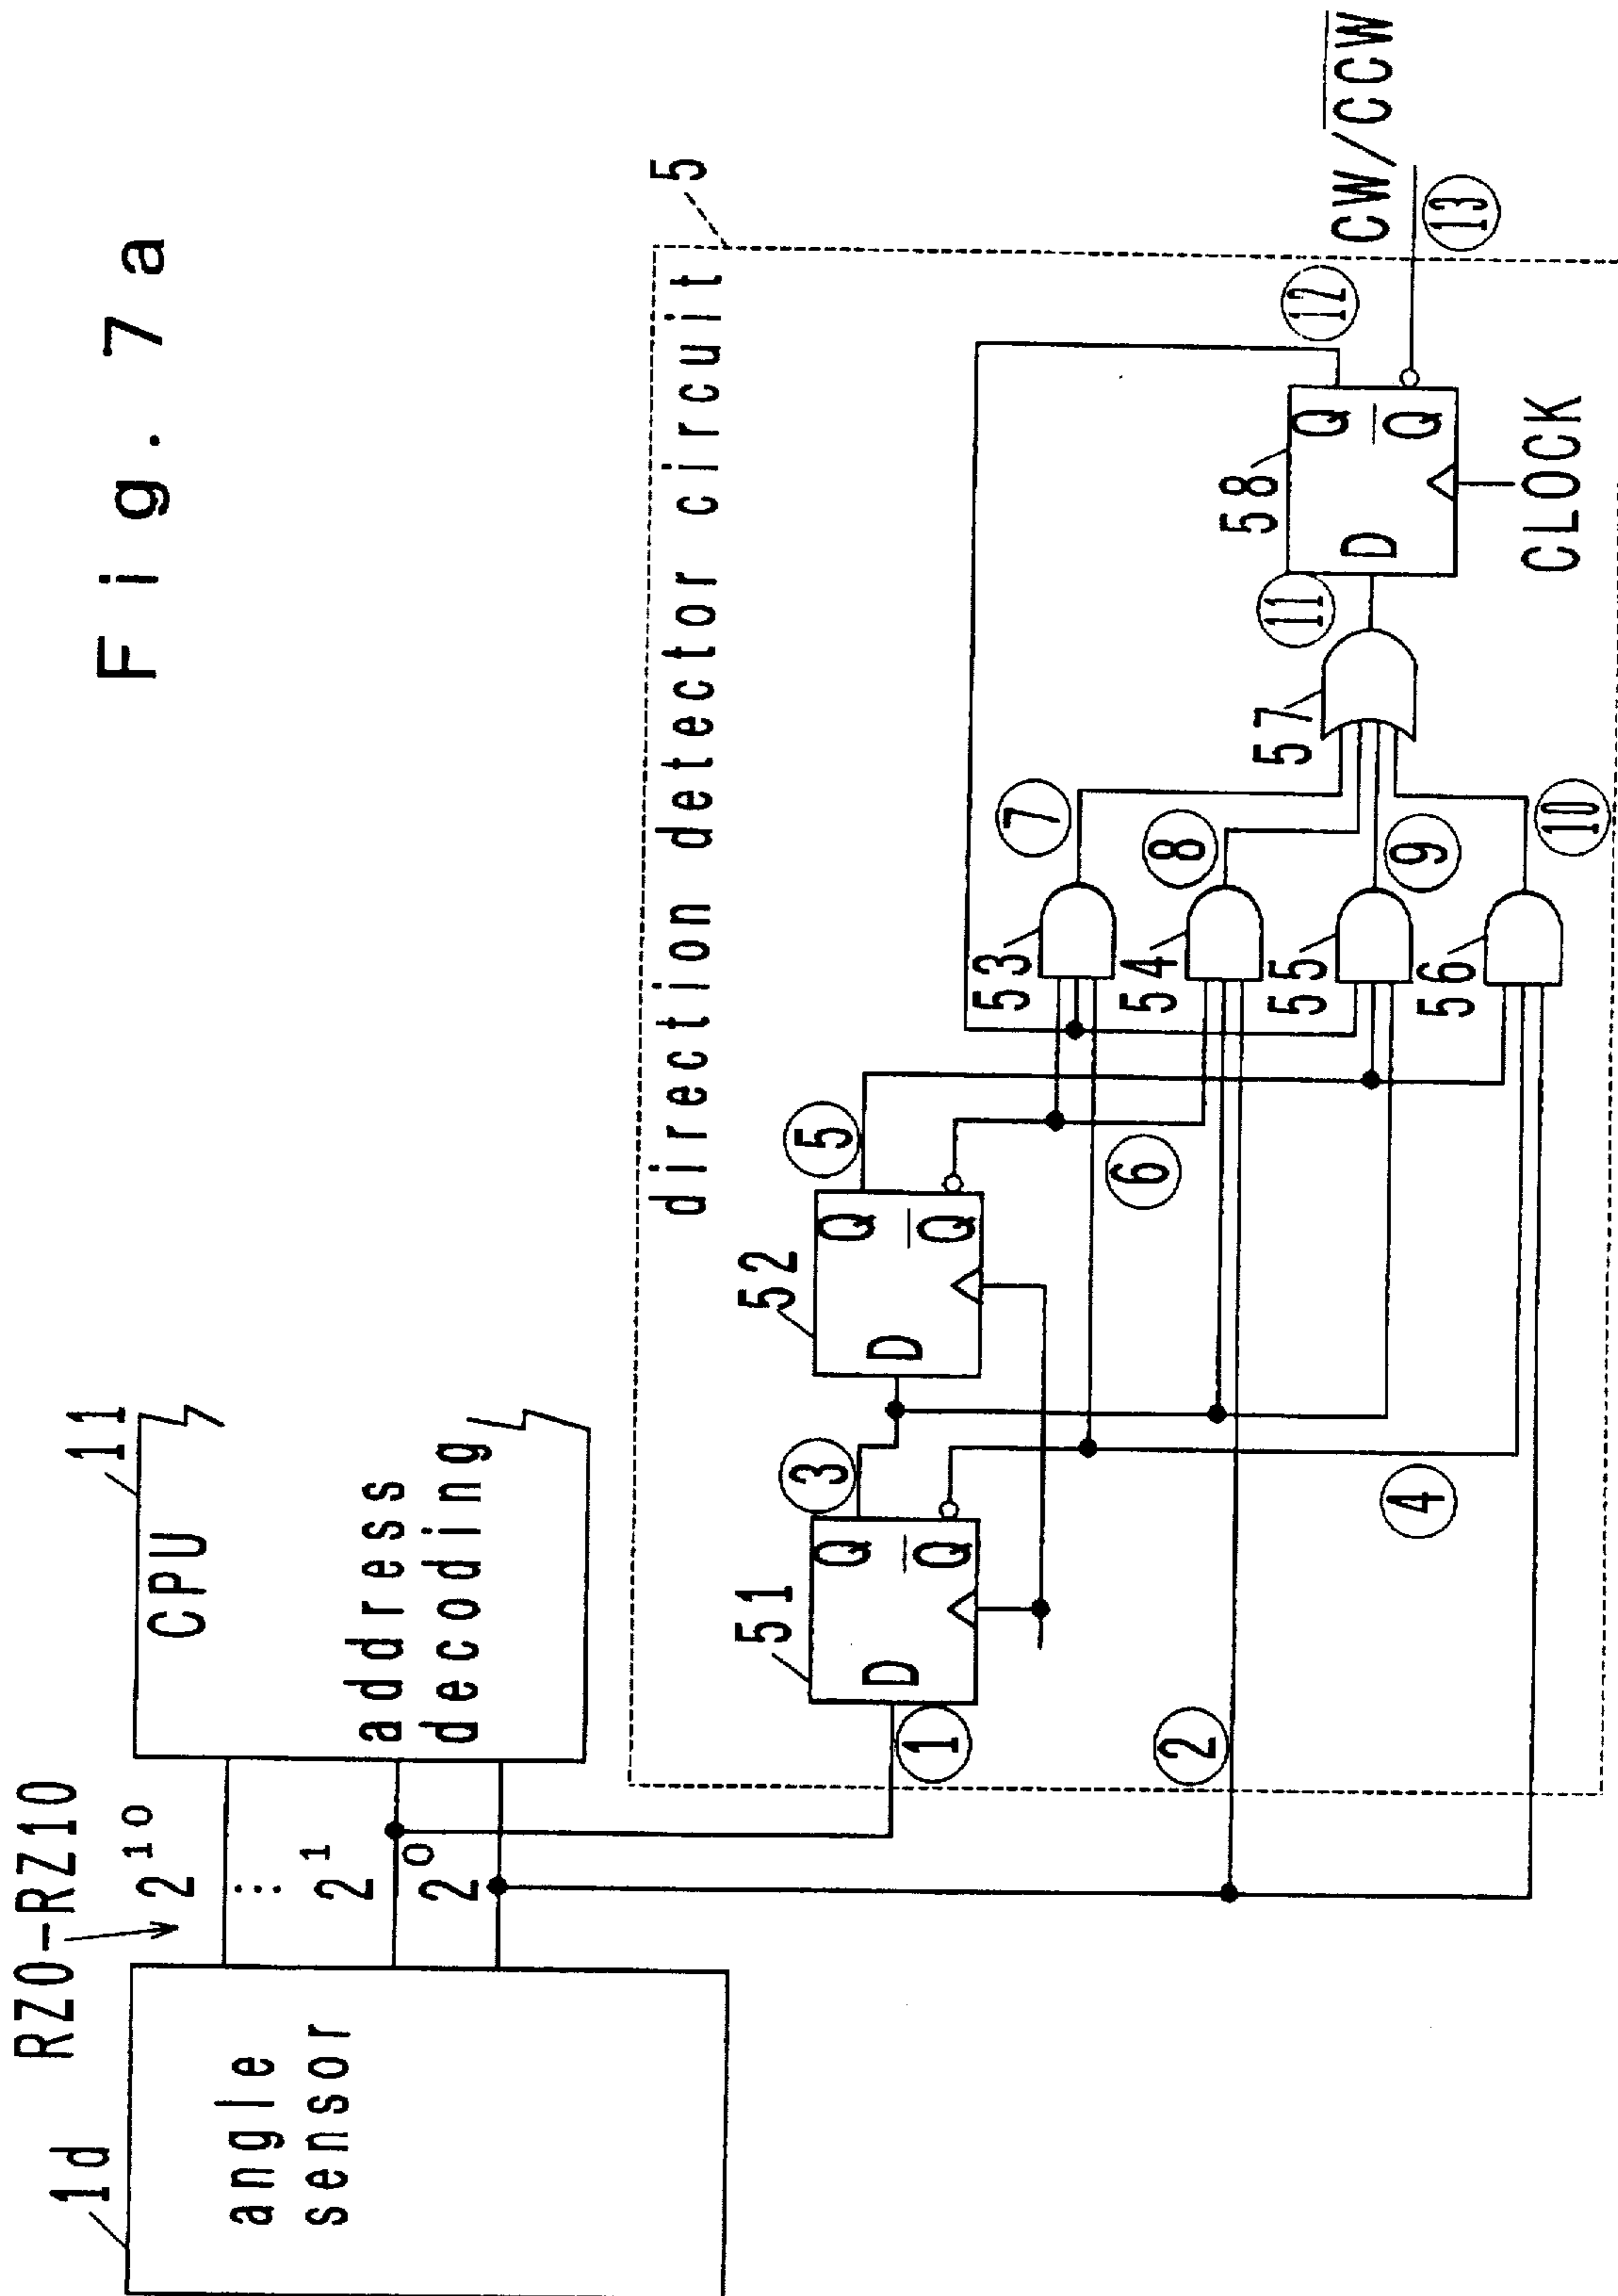 Fig. 7a
RZ0-RZ10
1d
angle
sensor
2^10
⋮
2^1
2^0
11
CPU
address
decoding
5
direction detector circuit
51
D
Q
Q̅
52
D
Q
Q̅
①
②
③
④
⑤
⑥
53
54
55
56
⑦
⑧
⑨
⑩
57
⑪
58
D
Q
Q̅
CLOCK
⑫
CW/C̅C̅W̅
⑬